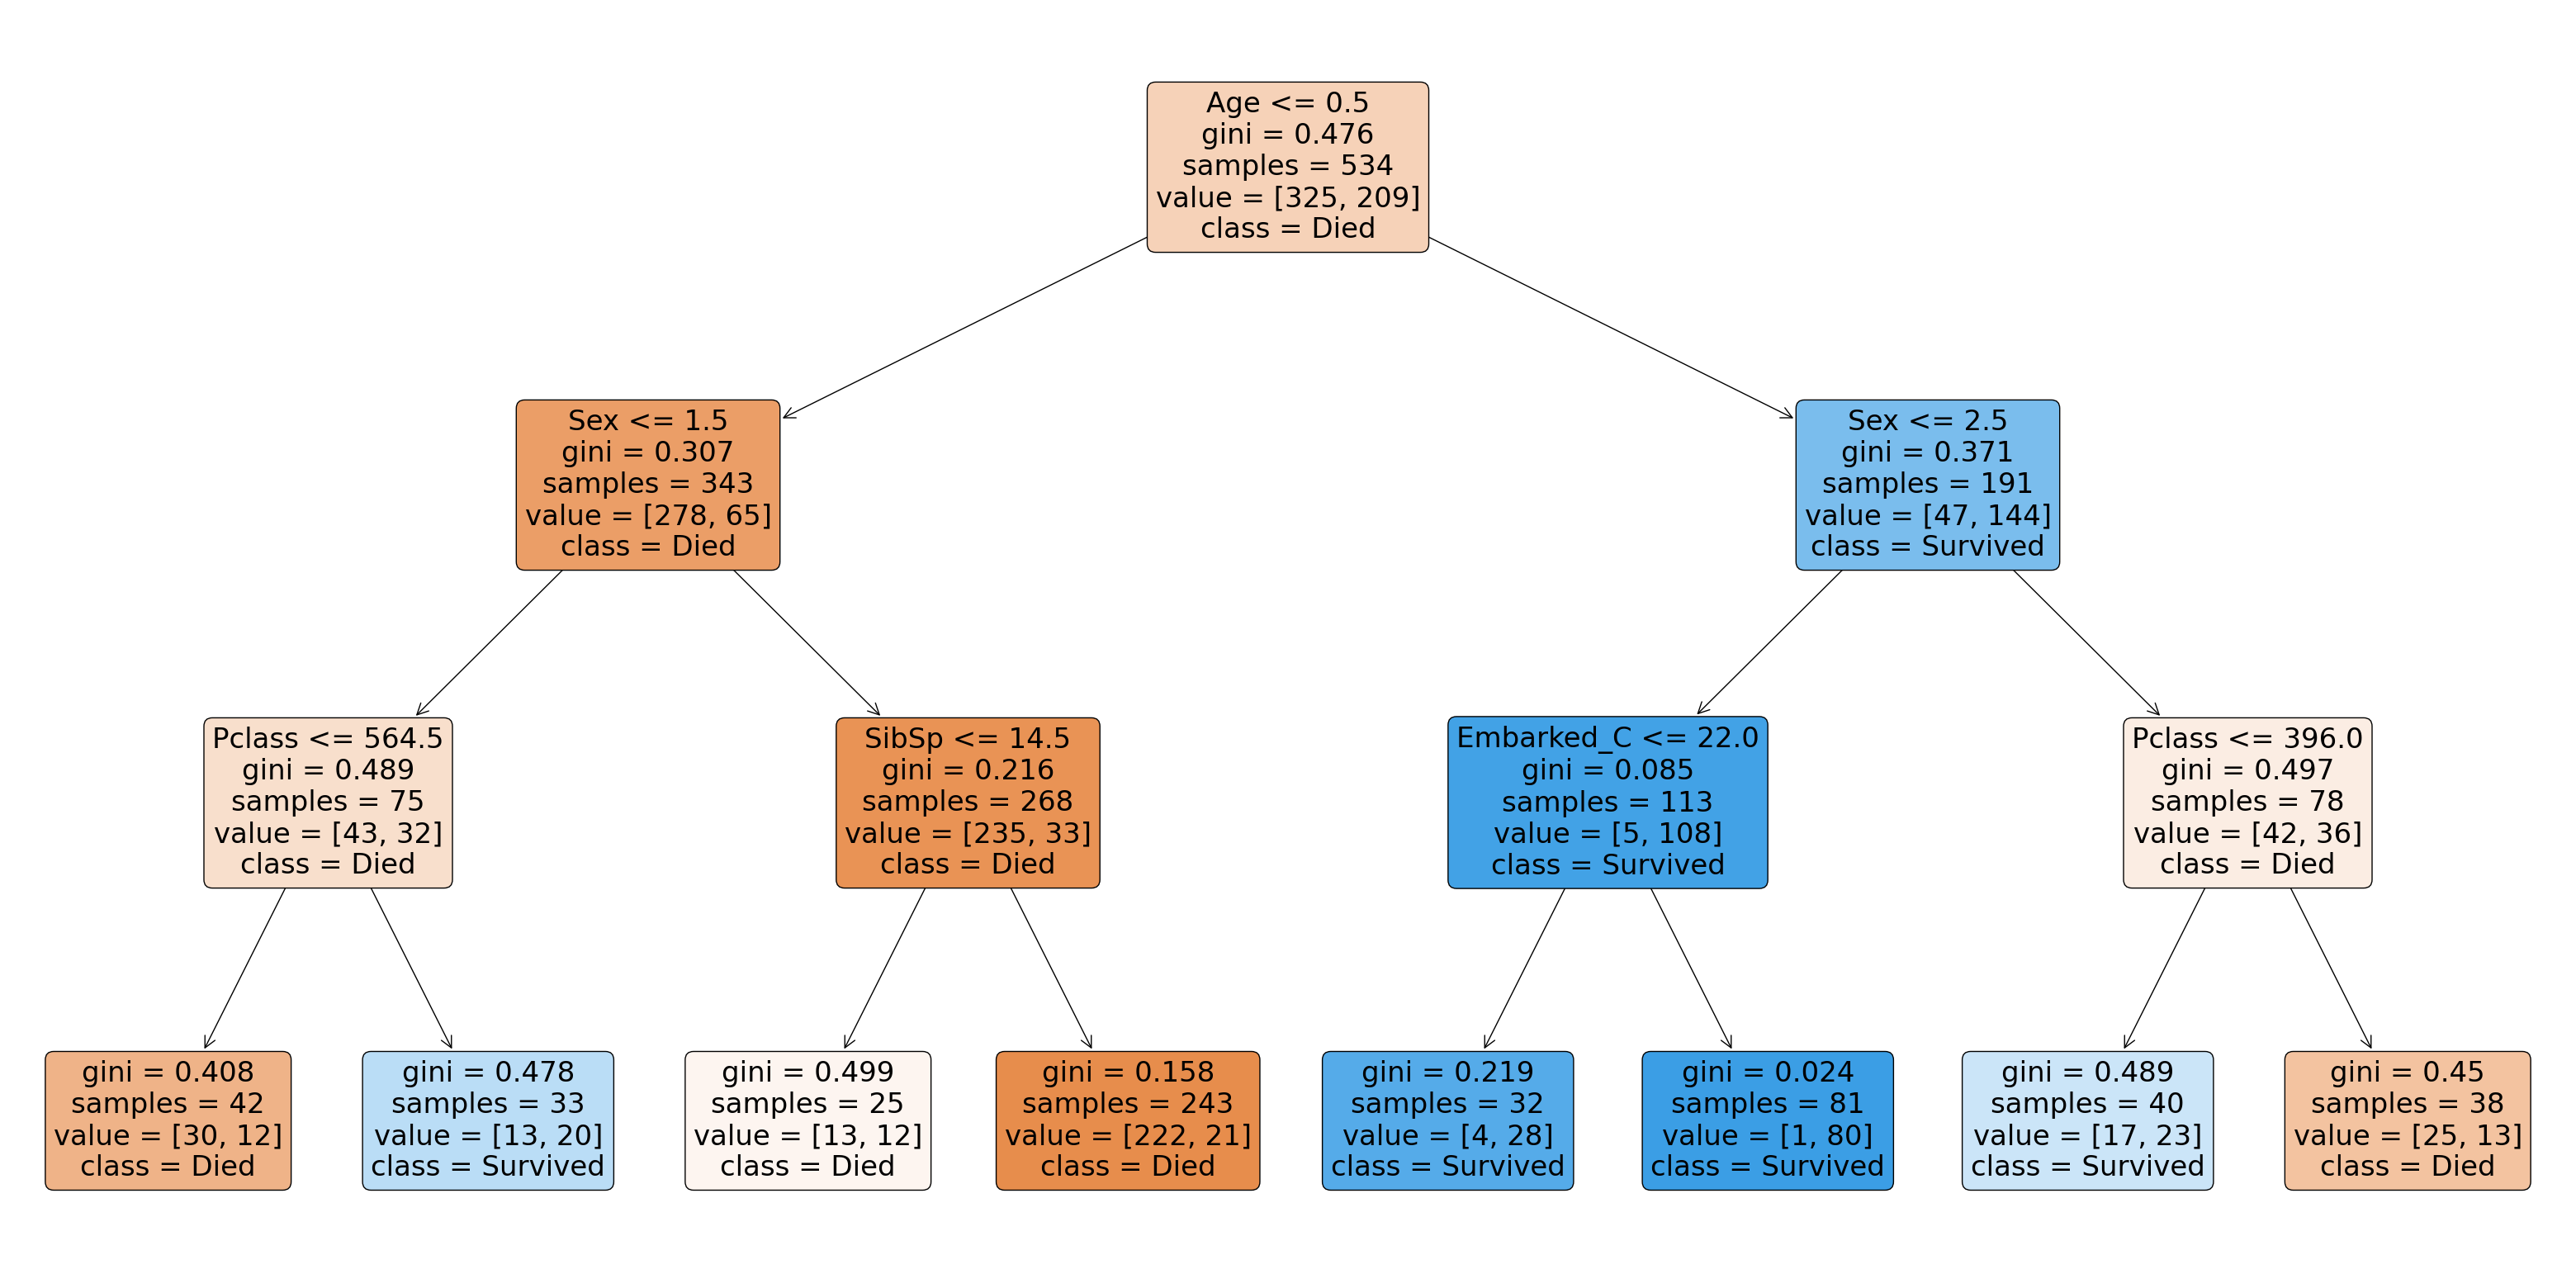 Age <= 0.5
gini = 0.476
samples = 534
value = [325, 209]
class = Died
Sex <= 1.5
gini = 0.307
samples = 343
value = [278, 65]
class = Died
Sex <= 2.5
gini = 0.371
samples = 191
value = [47, 144]
class = Survived
Pclass <= 564.5
gini = 0.489
samples = 75
value = [43, 32]
class = Died
SibSp <= 14.5
gini = 0.216
samples = 268
value = [235, 33]
class = Died
Embarked_C <= 22.0
gini = 0.085
samples = 113
value = [5, 108]
class = Survived
Pclass <= 396.0
gini = 0.497
samples = 78
value = [42, 36]
class = Died
gini = 0.408
samples = 42
value = [30, 12]
class = Died
gini = 0.478
samples = 33
value = [13, 20]
class = Survived
gini = 0.499
samples = 25
value = [13, 12]
class = Died
gini = 0.158
samples = 243
value = [222, 21]
class = Died
gini = 0.219
samples = 32
value = [4, 28]
class = Survived
gini = 0.024
samples = 81
value = [1, 80]
class = Survived
gini = 0.489
samples = 40
value = [17, 23]
class = Survived
gini = 0.45
samples = 38
value = [25, 13]
class = Died